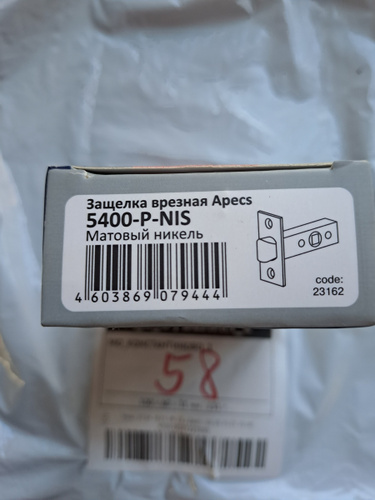 Защелка врезная Apecs
5400-P-NIS
Матовый никель
4 603869 079444
code:
23162
58